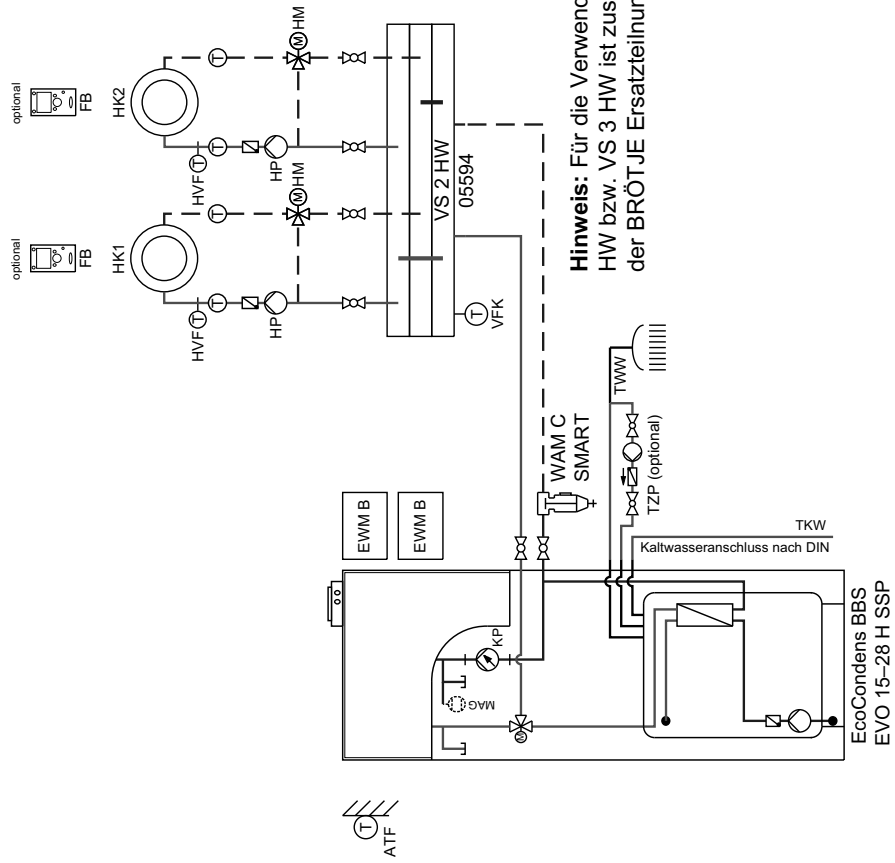 optional
optional
FB
FB
HK1
HK2
T
ATF
HVF T
HVF T
T
T
T
T
HP
HP
M HM
M HM
EWM B
EWM B
VS 2 HW
05594
T
VFK
MAG
KP
M
WAM C
SMART
Hinweis: Für die Verwend
HW bzw. VS 3 HW ist zus
der BRÖTJE Ersatzteilnun
TWW
TZP (optional)
TKW
Kaltwasseranschluss nach DIN
EcoCondens BBS
EVO 15–28 H SSP